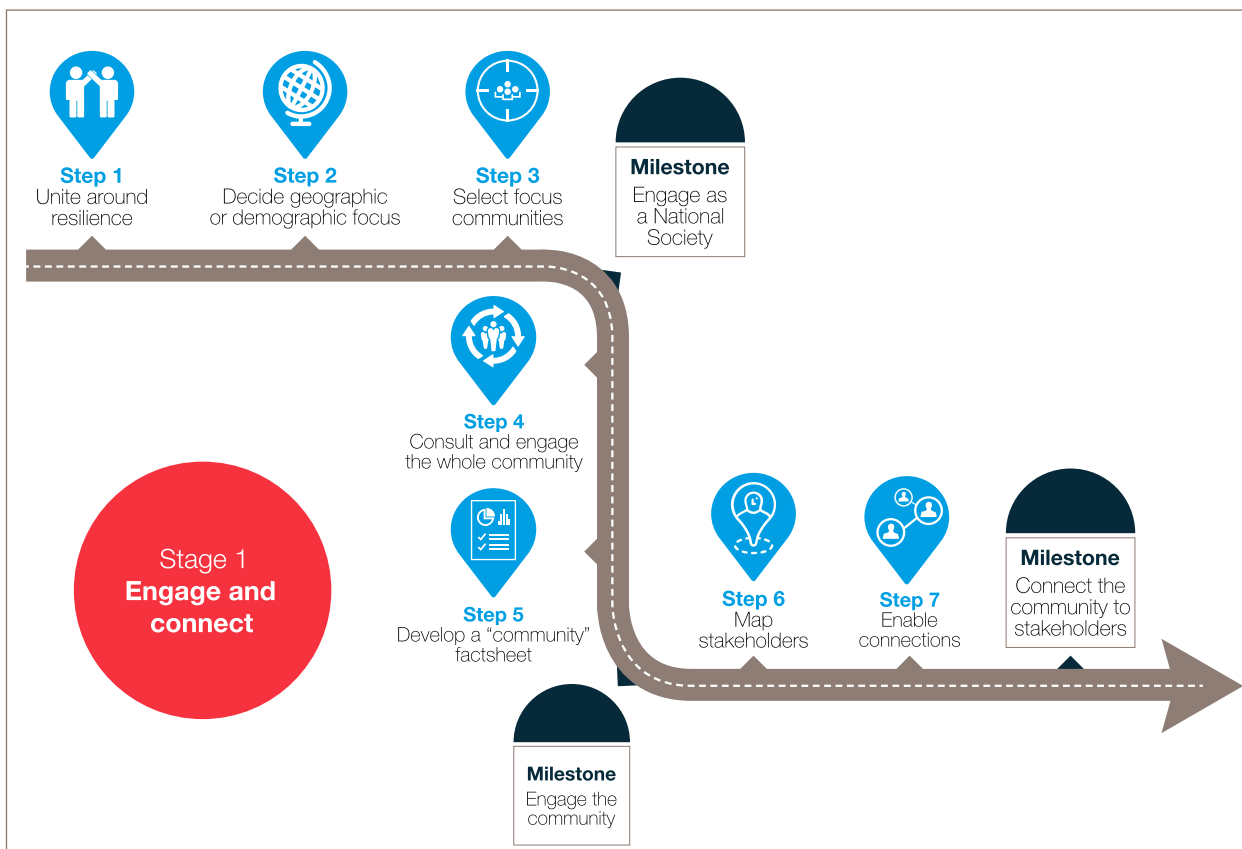 Step 1
Unite around
resilience
Step 2
Decide geographic
or demographic focus
Step 3
Select focus
communities
Milestone
Engage as
a National
Society
Step 4
Consult and engage
the whole community
Stage 1
Engage and
connect
Step 5
Develop a “community”
factsheet
Milestone
Engage the
community
Step 6
Map
stakeholders
Step 7
Enable
connections
Milestone
Connect the
community to
stakeholders